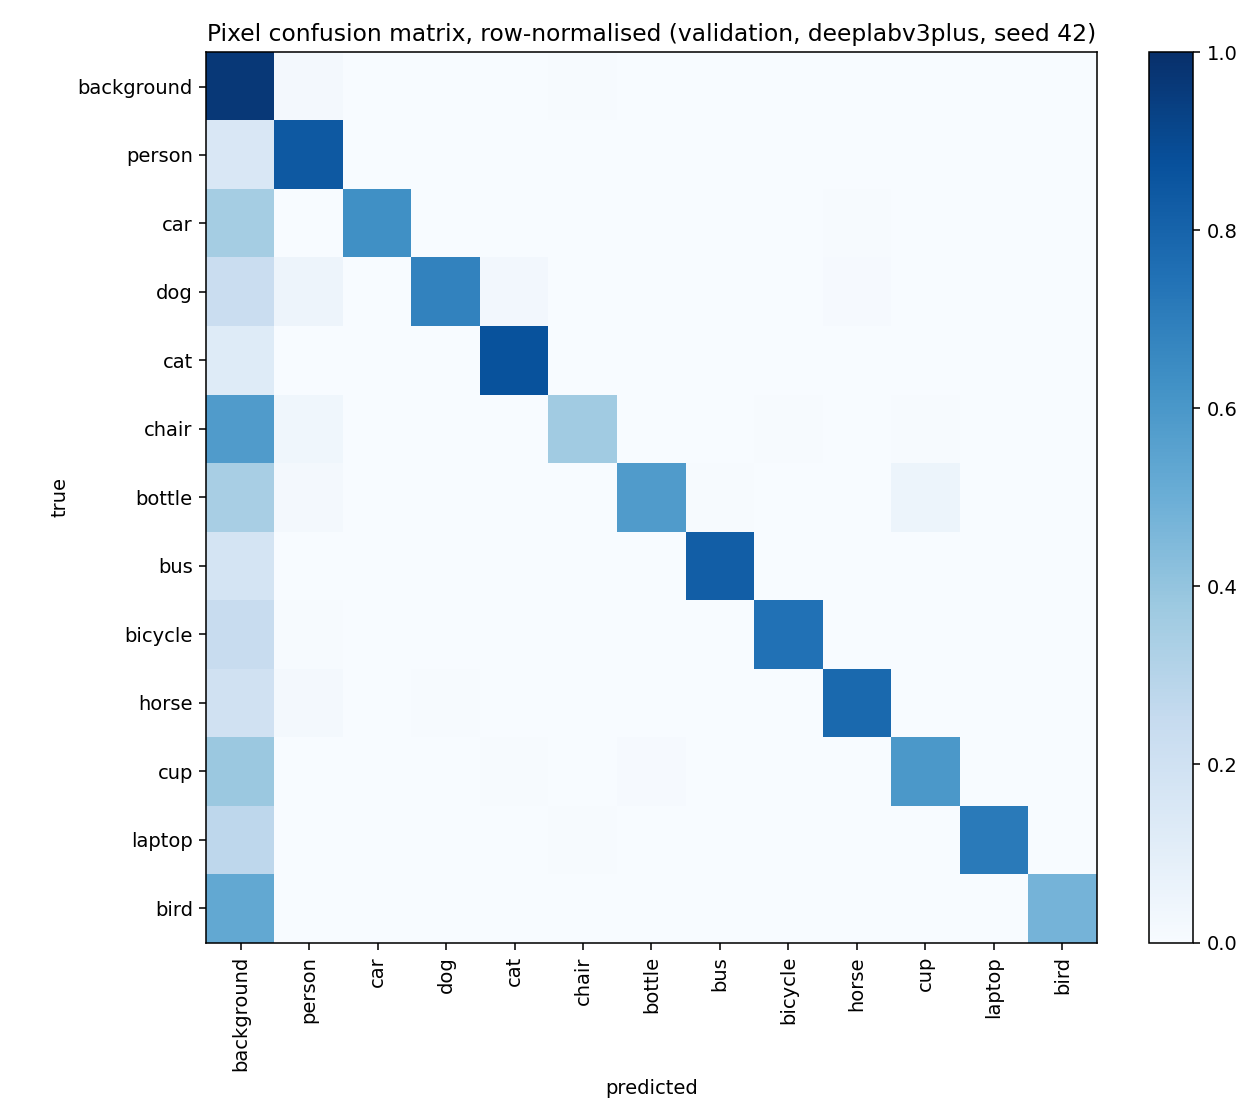 Pixel confusion matrix, row-normalised (validation, deeplabv3plus, seed 42)
true
background
person
car
dog
cat
chair
bottle
bus
bicycle
horse
cup
laptop
bird
background
person
car
dog
cat
chair
bottle
bus
bicycle
horse
cup
laptop
bird
predicted
1.0
0.8
0.6
0.4
0.2
0.0